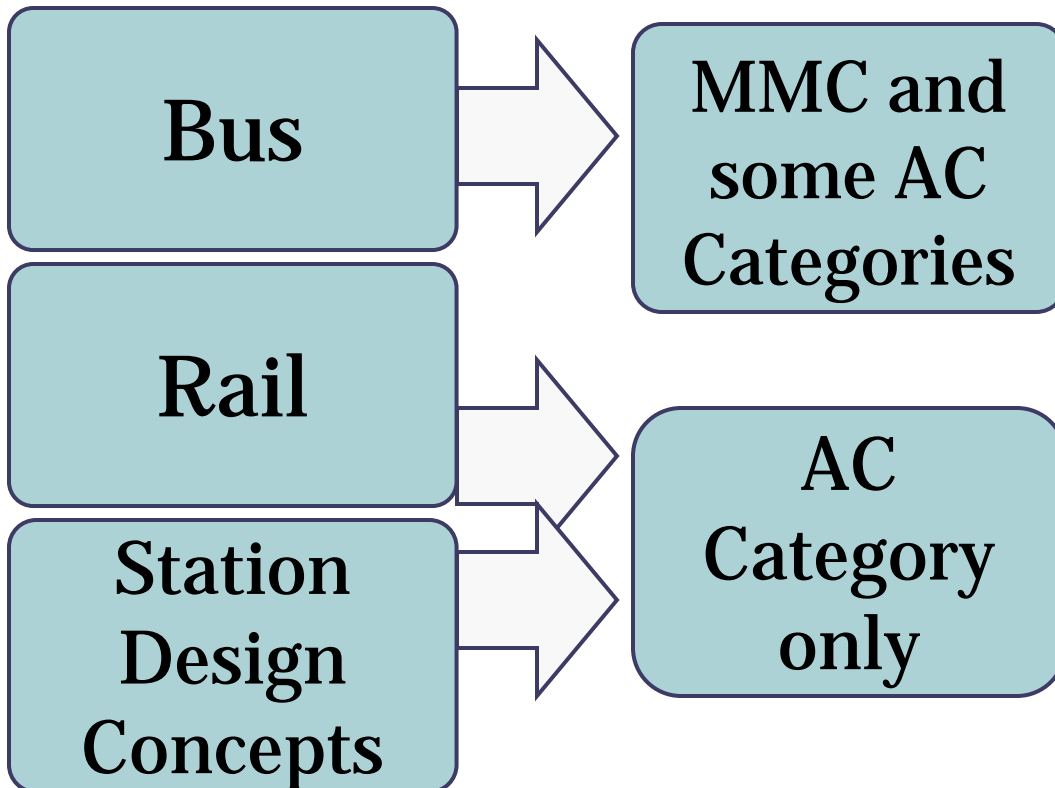 Bus
MMC and
some AC
Categories
Rail
AC
Category
only
Station
Design
Concepts